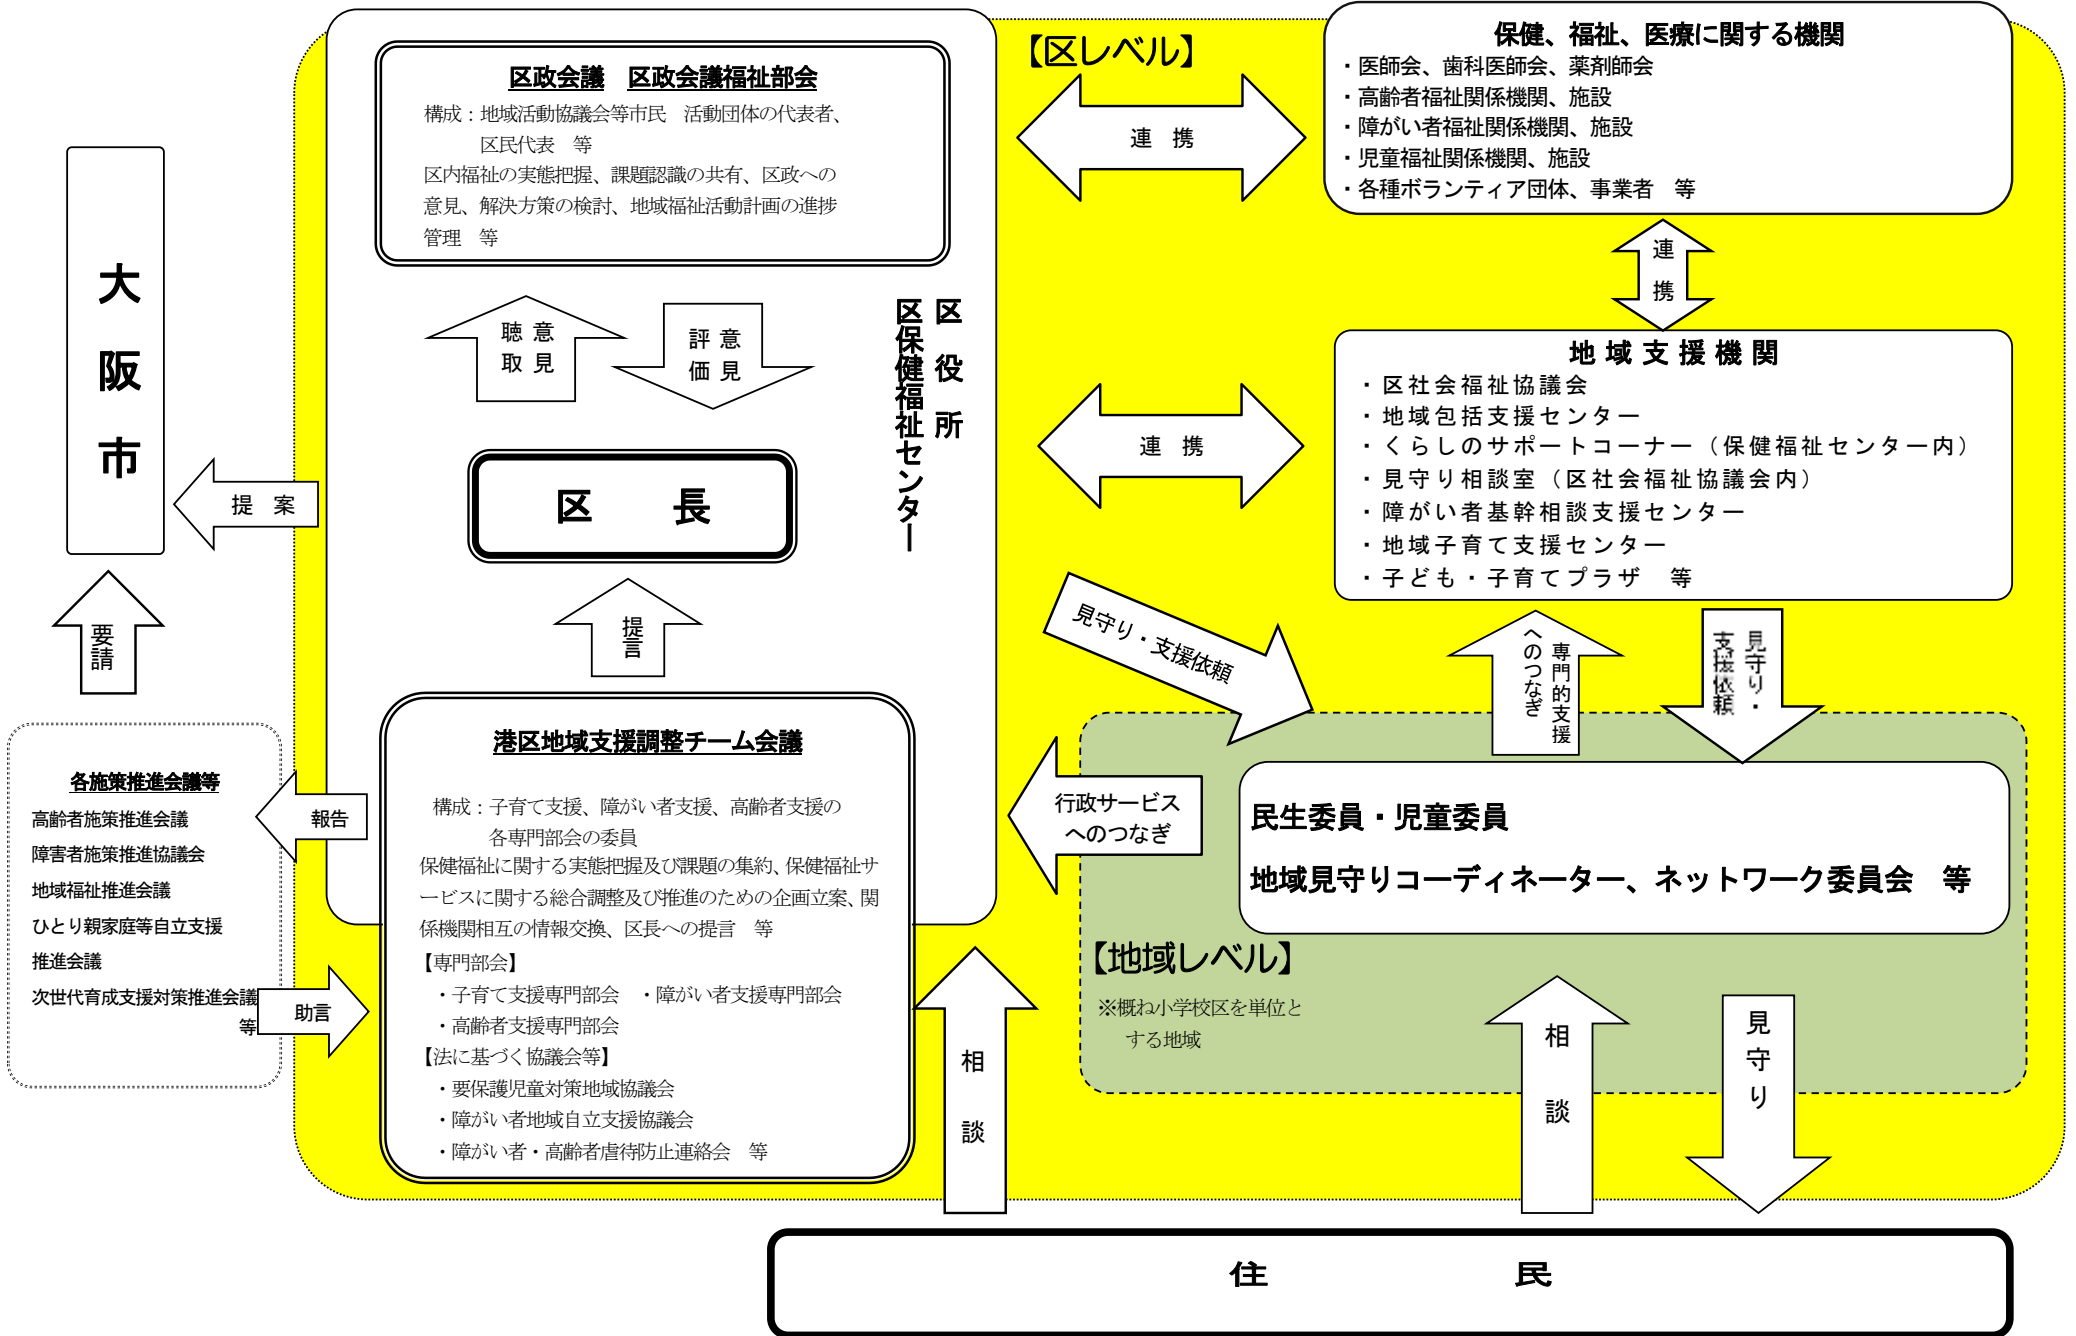 区政会議　区政会議福祉部会
構成：地域活動協議会等市民　活動団体の代表者、
区民代表　等
区内福祉の実態把握、課題認識の共有、区政への
意見、解決方策の検討、地域福祉活動計画の進捗
管理　等
意見
聴取
意見
評価
区役所
区保健福祉センター
区　長
提言
大阪市
提　案
要請
各施策推進会議等
高齢者施策推進会議
障害者施策推進協議会
地域福祉推進会議
ひとり親家庭等自立支援
推進会議
次世代育成支援対策推進会議
等
報告
助言
港区地域支援調整チーム会議
構成：子育て支援、障がい者支援、高齢者支援の
各専門部会の委員
保健福祉に関する実態把握及び課題の集約、保健福祉サ
ービスに関する総合調整及び推進のための企画立案、関
係機関相互の情報交換、区長への提言　等
【専門部会】
・子育て支援専門部会　・障がい者支援専門部会
・高齢者支援専門部会
【法に基づく協議会等】
・要保護児童対策地域協議会
・障がい者地域自立支援協議会
・障がい者・高齢者虐待防止連絡会　等
【区レベル】
連　携
保健、福祉、医療に関する機関
・医師会、歯科医師会、薬剤師会
・高齢者福祉関係機関、施設
・障がい者福祉関係機関、施設
・児童福祉関係機関、施設
・各種ボランティア団体、事業者　等
連携
連　携
地域支援機関
・区社会福祉協議会
・地域包括支援センター
・くらしのサポートコーナー（保健福祉センター内）
・見守り相談室（区社会福祉協議会内）
・障がい者基幹相談支援センター
・地域子育て支援センター
・子ども・子育てプラザ　等
見守り・支援依頼
専門的支援
へのつなぎ
見守り・
支援依頼
行政サービス
へのつなぎ
民生委員・児童委員
地域見守りコーディネーター、ネットワーク委員会　等
【地域レベル】
※概ね小学校区を単位と
する地域
相談
相談
見守り
住　民